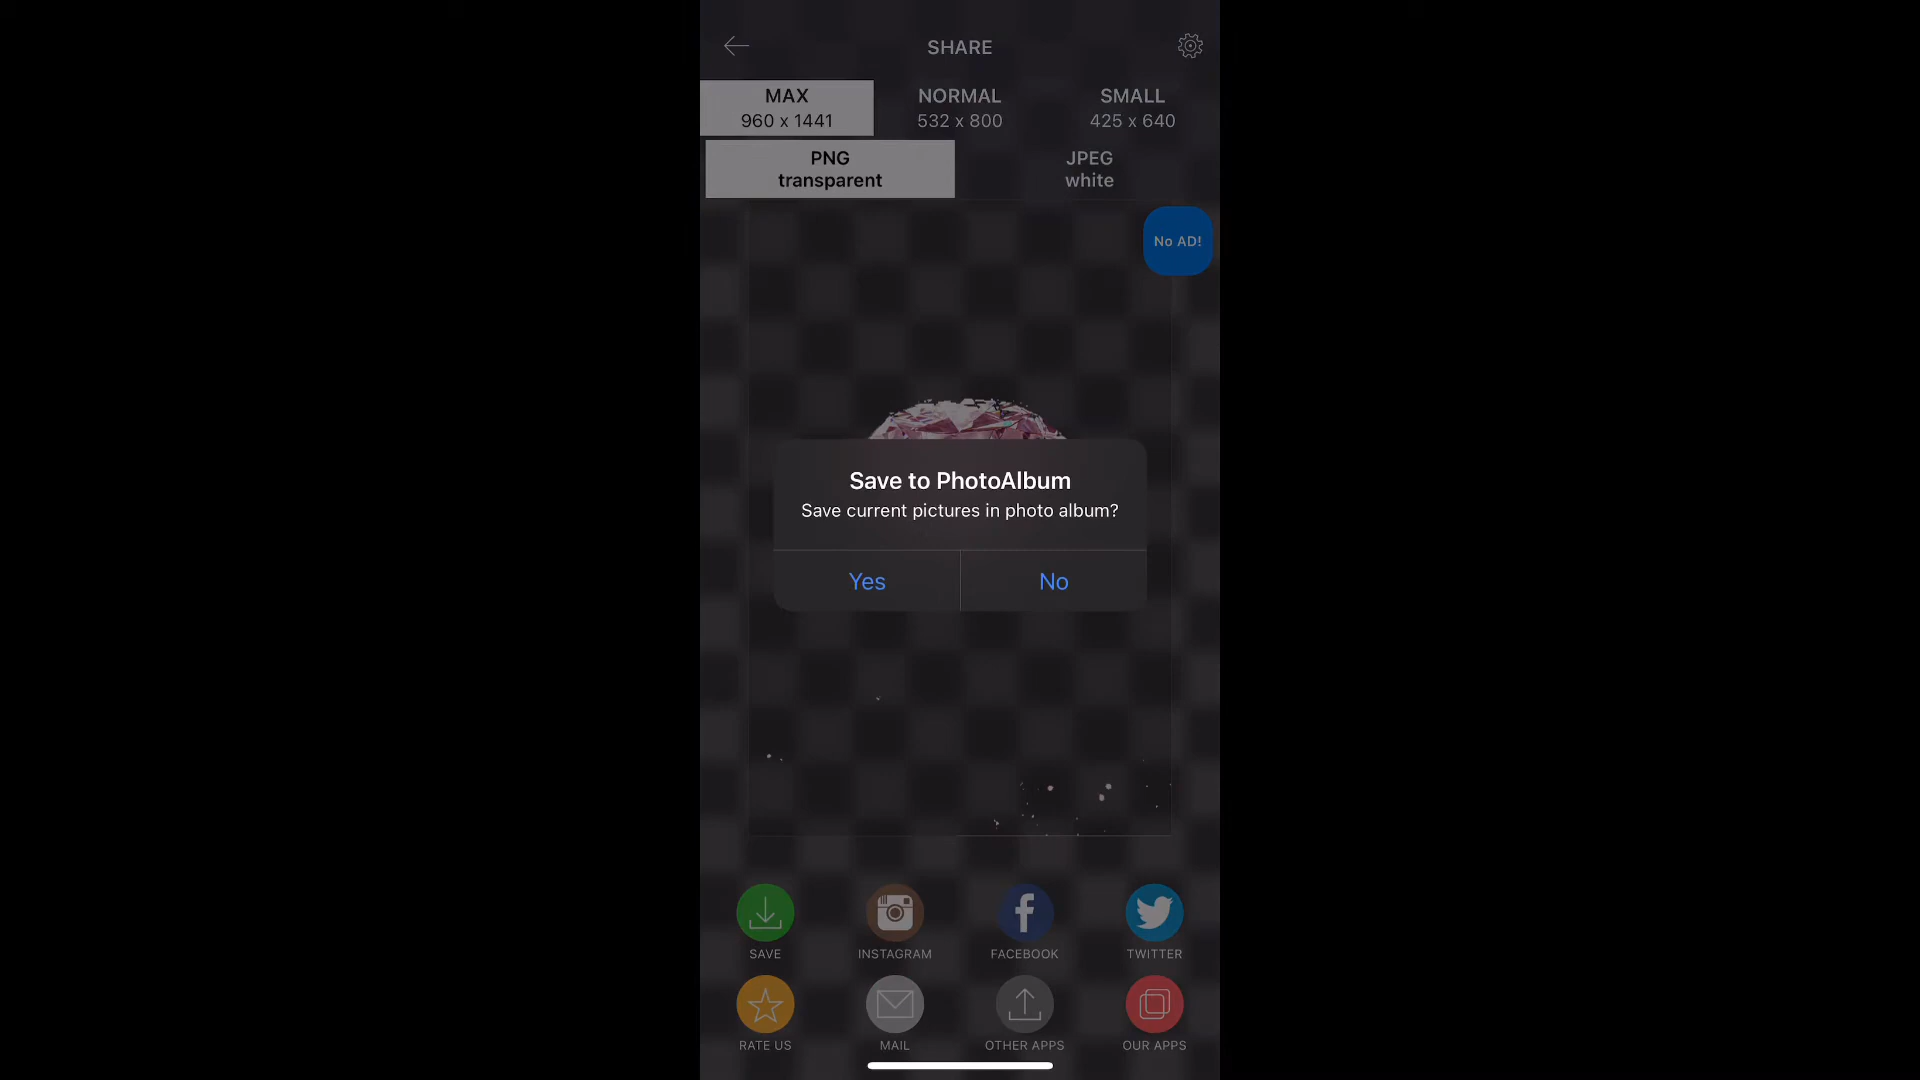 SHARE
MAX
960 x 1441
NORMAL
532 x 800
SMALL
425 x 640
PNG
transparent
JPEG
white
No AD!
Save to PhotoAlbum
Save current pictures in photo album?
Yes
No
SAVE
INSTAGRAM
FACEBOOK
TWITTER
RATE US
MAIL
OTHER APPS
OUR APPS